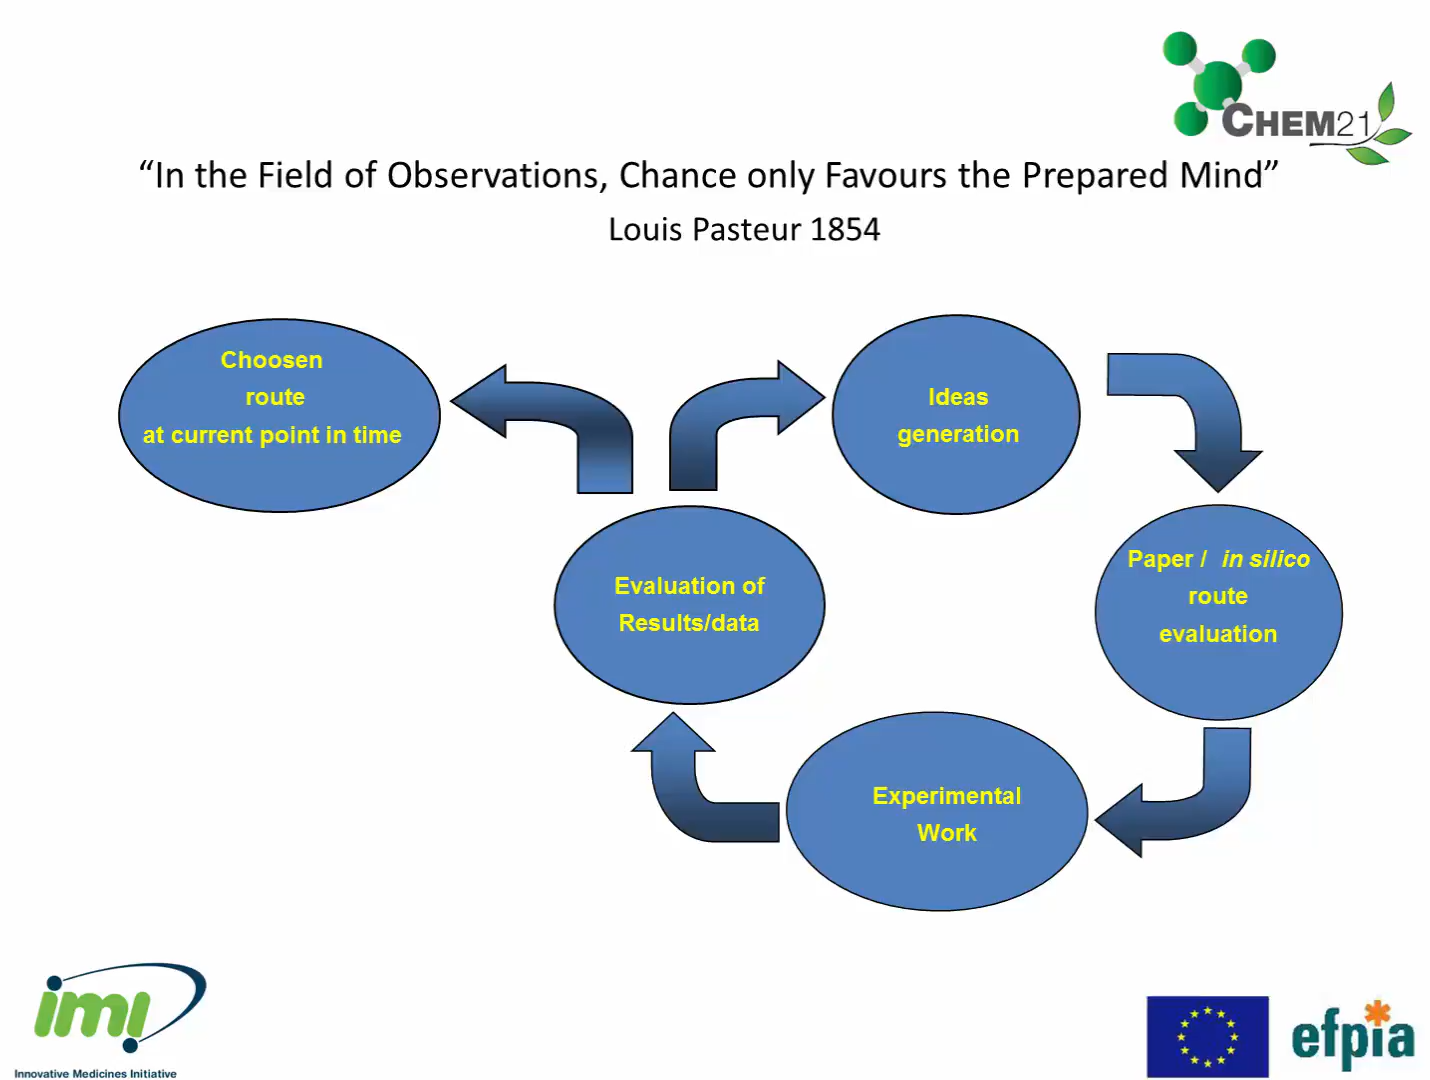 CHEM21
“In the Field of Observations, Chance only Favours the Prepared Mind”
Louis Pasteur 1854
Choosen
route
at current point in time
Ideas
generation
Paper / in silico
route
evaluation
Evaluation of
Results/data
Experimental
Work
imi
Innovative Medicines Initiative
efpia